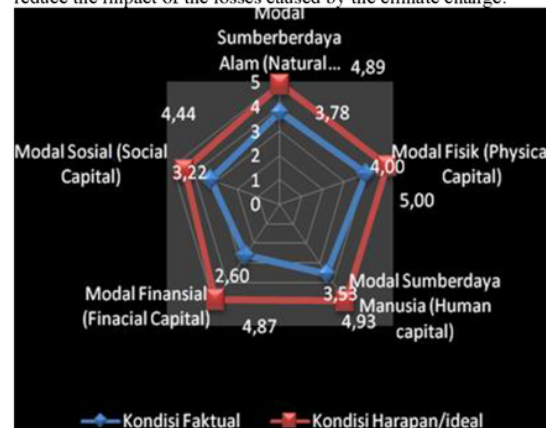 reduce the impact of the losses caused by the climate change.
Modal
Sumberberdaya
Alam (Natural...
4,89
5
4
3
2
1
0
3,78
4,44
Modal Sosial (Social
Capital)
3,22
4,00
Modal Fisik (Physical
Capital)
5,00
2,60
Modal Finansial
(Finacial Capital)
4,87
3,53
Modal Sumberdaya
Manusia (Human
capital)
4,93
Kondisi Faktual
Kondisi Harapan/ideal